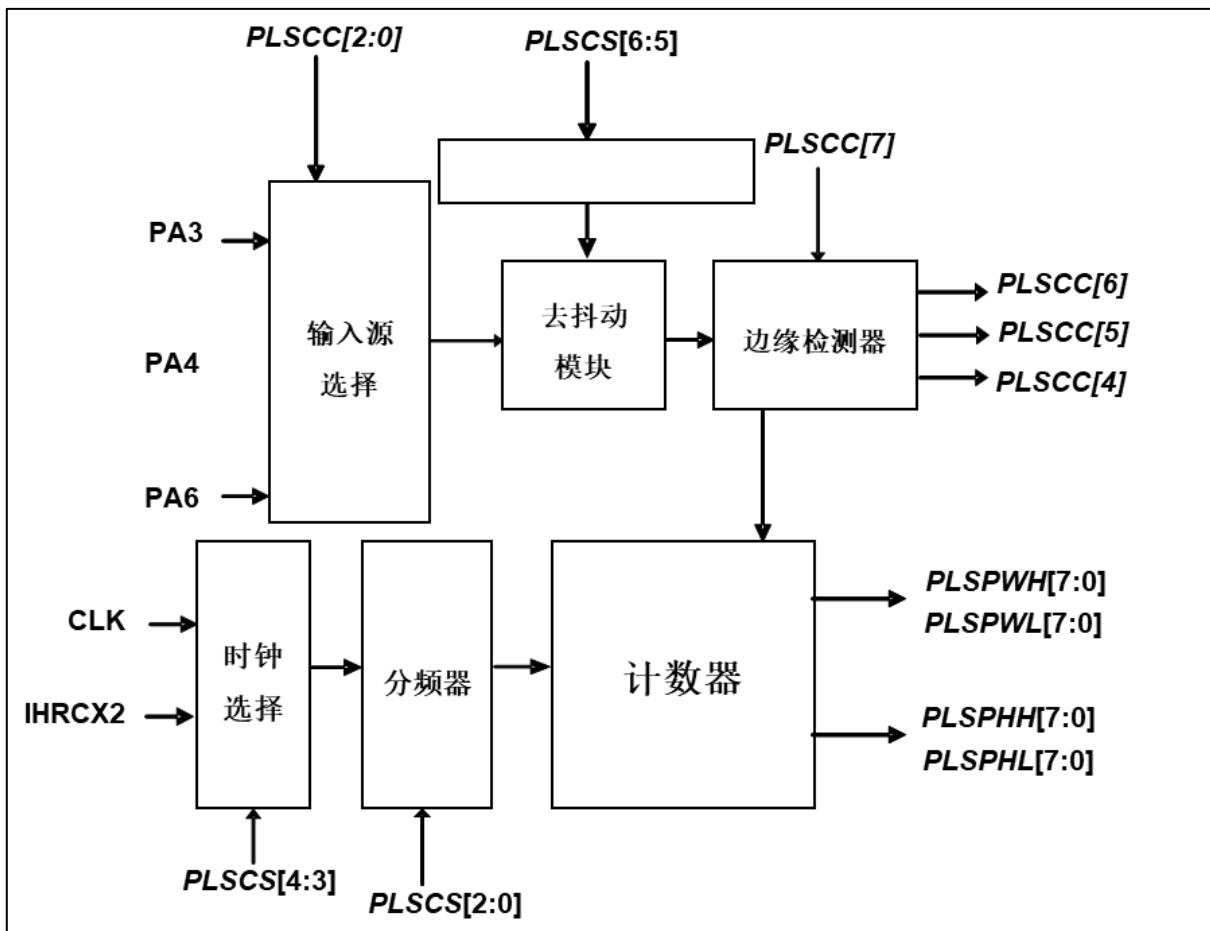 PLSCC[2:0]
PLSCS[6:5]
PLSCC[7]
PA3
PA4
PA6
输入源
选择
去抖动
模块
边缘检测器
PLSCC[6]
PLSCC[5]
PLSCC[4]
CLK
IHRCX2
时钟
选择
分频器
计数器
PLSPWH[7:0]
PLSPWL[7:0]
PLSPHH[7:0]
PLSPHL[7:0]
PLSCS[4:3]
PLSCS[2:0]